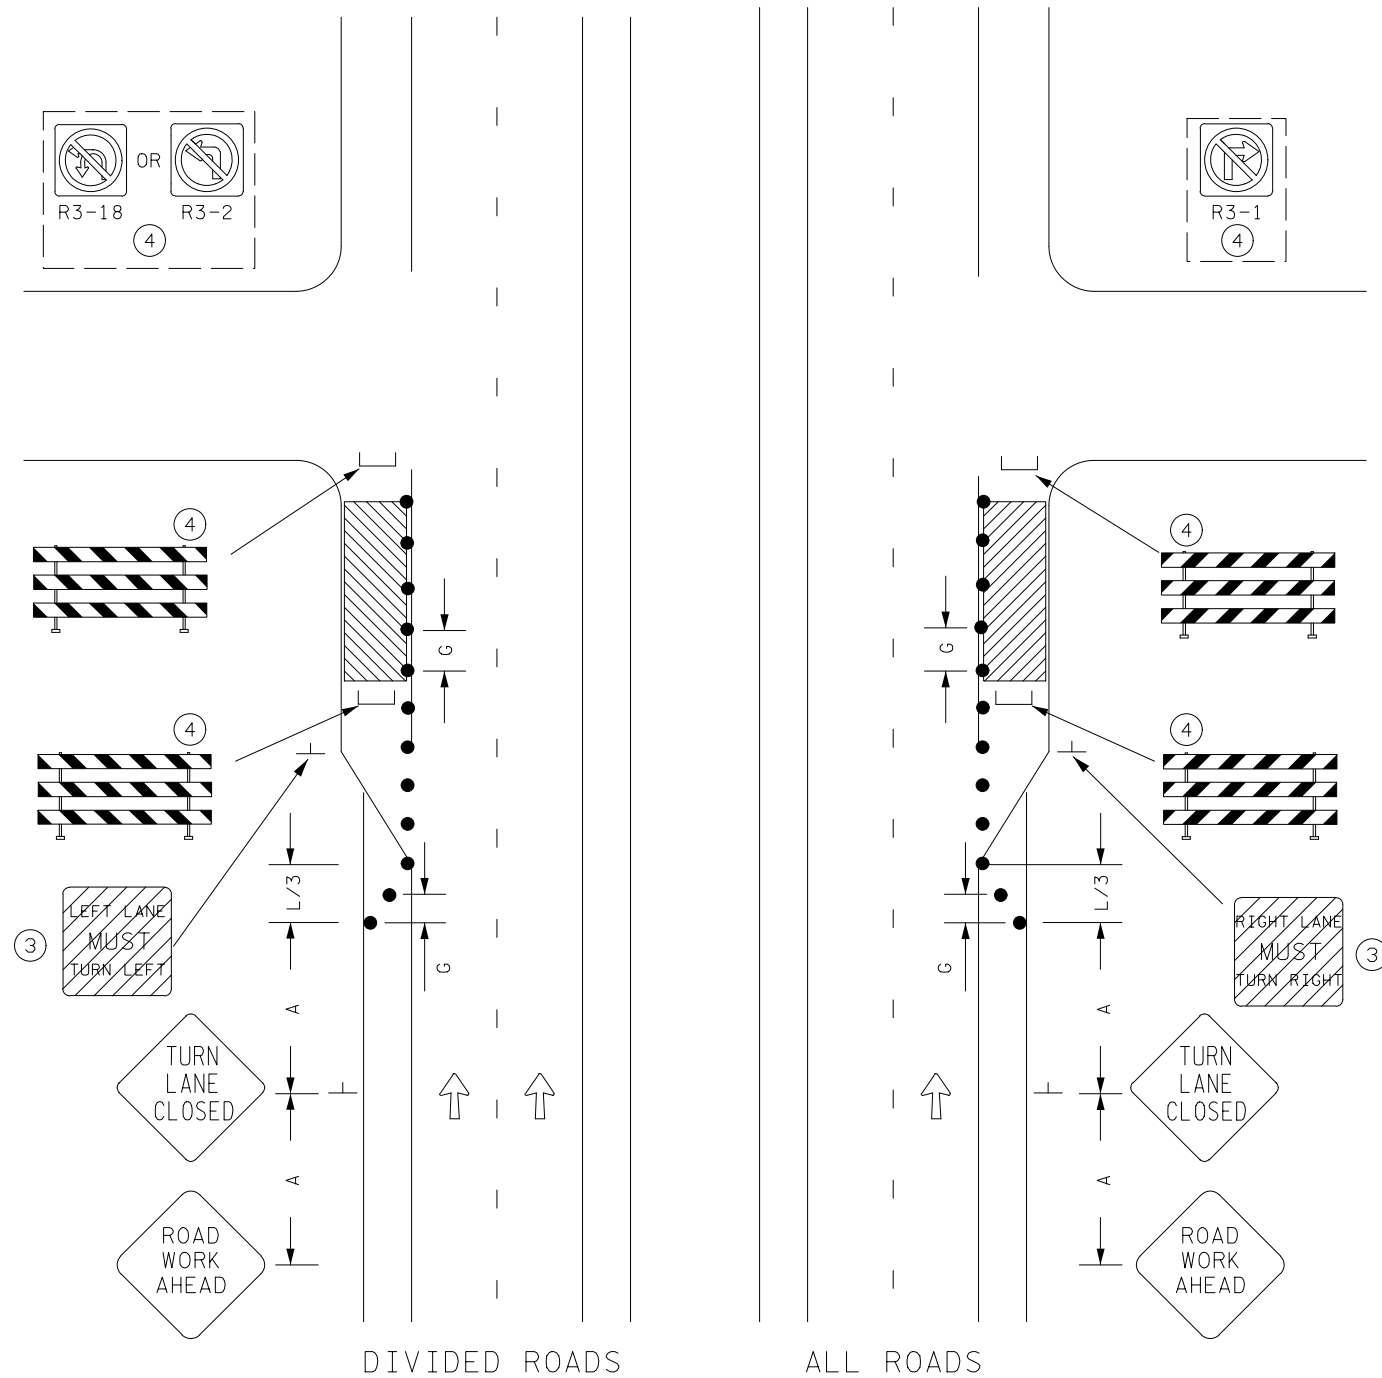 OR
R3-18
R3-2
4
R3-1
4
4
4
G
G
4
4
L/3
L/3
LEFT LANE
MUST
TURN LEFT
3
RIGHT LANE
MUST
TURN RIGHT
3
G
G
A
A
TURN
LANE
CLOSED
TURN
LANE
CLOSED
A
A
ROAD
WORK
AHEAD
ROAD
WORK
AHEAD
DIVIDED ROADS
ALL ROADS